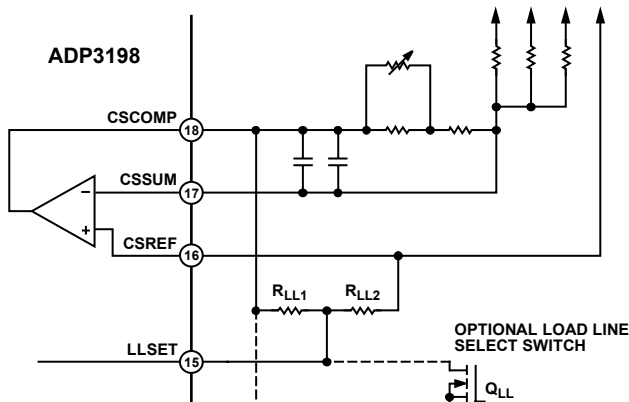 ADP3198
CSCOMP
18
CSSUM
17
CSREF
16
RLL1
RLL2
OPTIONAL LOAD LINE
SELECT SWITCH
LLSET
15
QLL